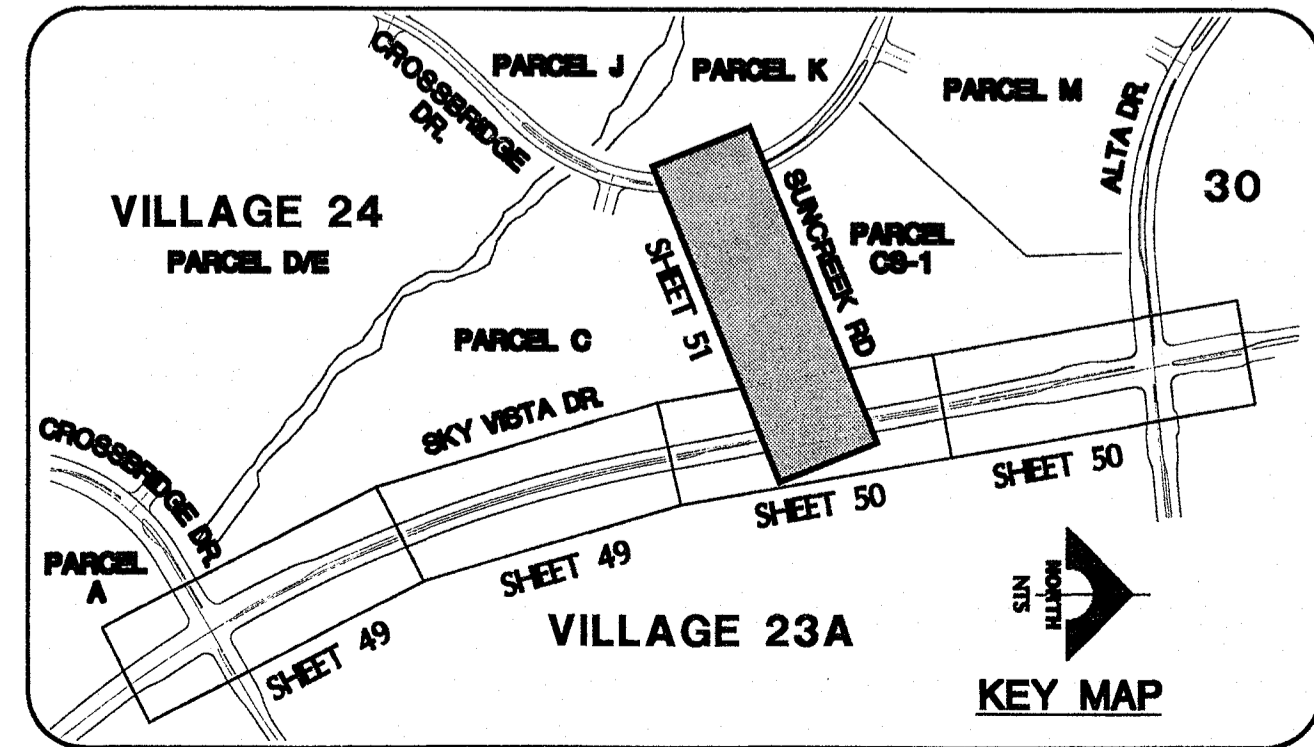 CROSSBRIDGE
DR.
PARCEL J
PARCEL K
PARCEL M
ALTA DR.
30
VILLAGE 24
PARCEL D/E
SUNCREEK RD
PARCEL
CS-1
SHEET 51
PARCEL C
SKY VISTA DR.
CROSSBRIDGE DR.
PARCEL
A
SHEET 50
SHEET 50
SHEET 49
SHEET 49
VILLAGE 23A
NORTH
NTS
KEY MAP